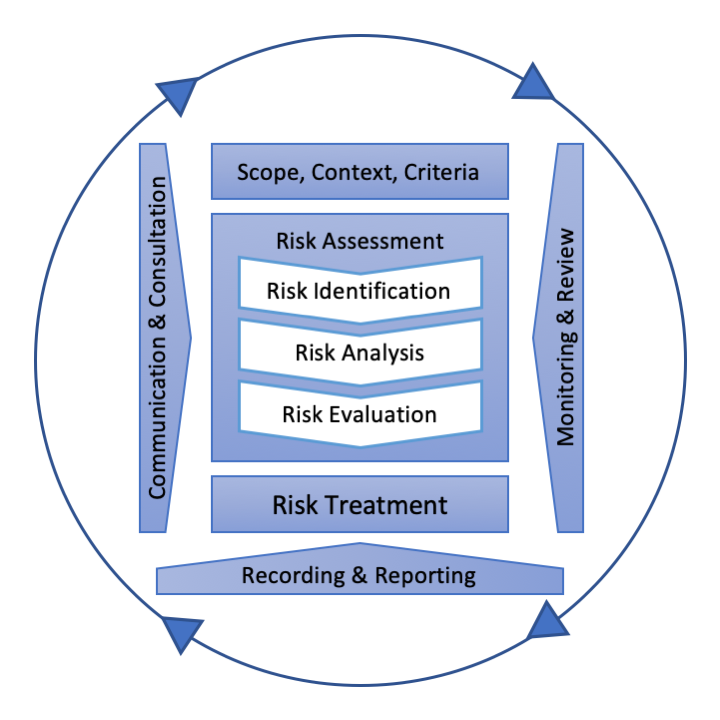 Scope, Context, Criteria
Communication & Consultation
Risk Assessment
Risk Identification
Risk Analysis
Risk Evaluation
Monitoring & Review
Risk Treatment
Recording & Reporting